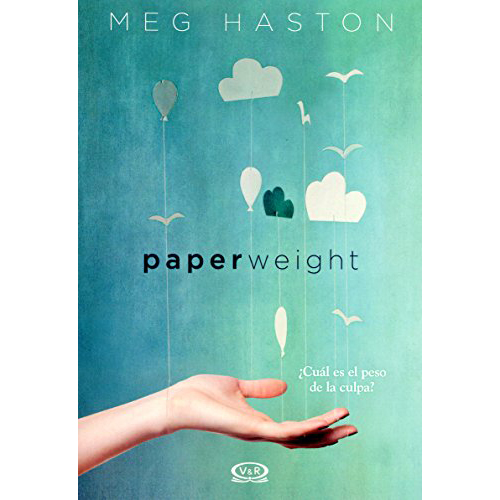 MEG HASTON
paperweight
¿Cuál es el peso
de la culpa?
V&R